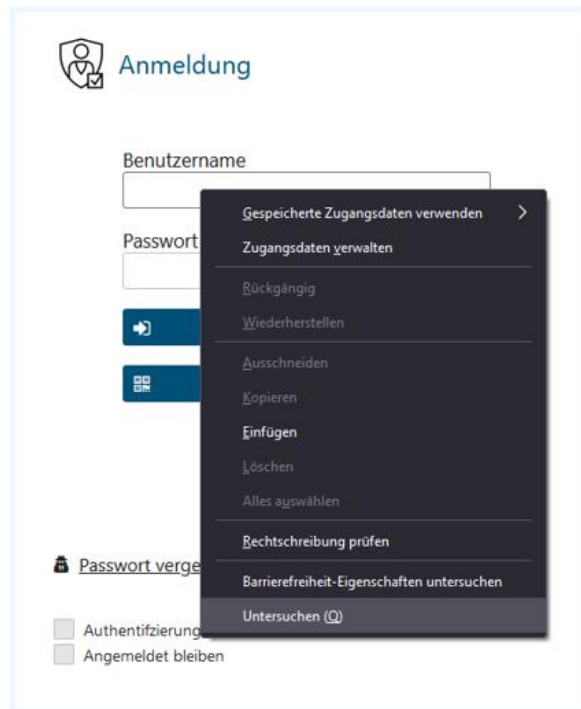 Anmeldung
Benutzername
Gespeicherte Zugangsdaten verwenden
Passwort
Zugangsdaten verwalten
Rückgängig
Wiederherstellen
Ausschneiden
Kopieren
Einfügen
Löschen
Alles auswählen
Rechtschreibung prüfen
Passwort verge
Barrierefreiheit-Eigenschaften untersuchen
Untersuchen (Q)
Authentifzierung
Angemeldet bleiben